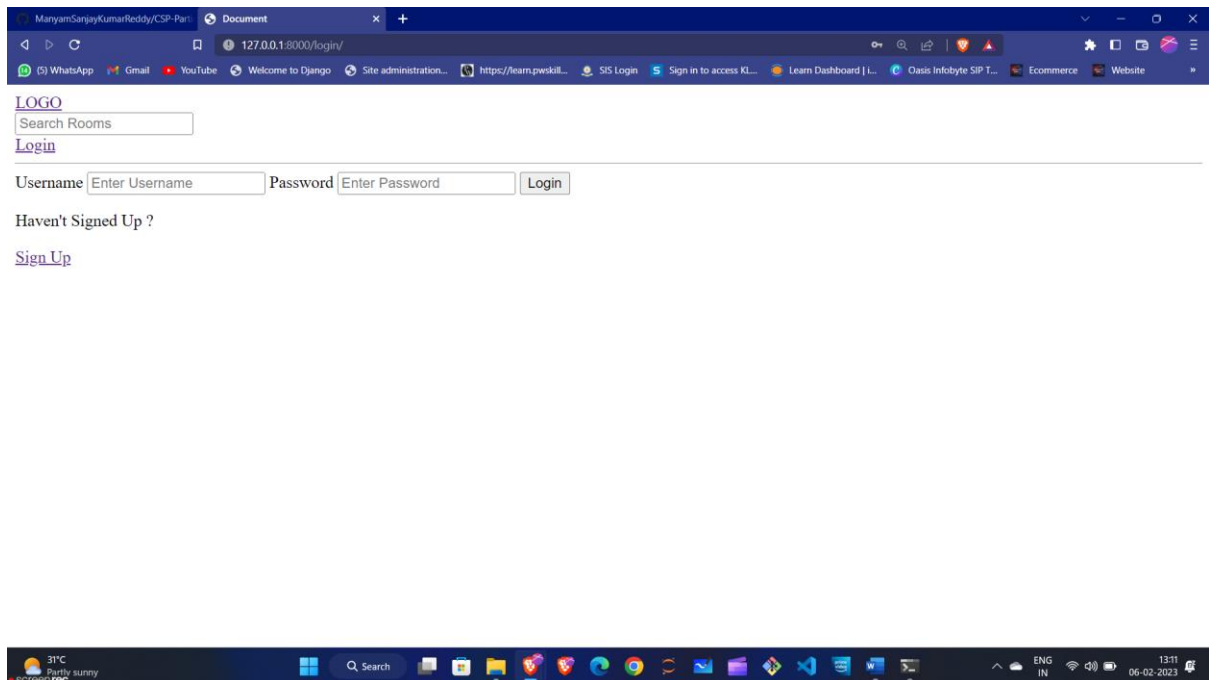 ManyamSanjayKumarReddy/CSP-Parti Document
127.0.0.1:8000/login/
(5) WhatsApp Gmail YouTube Welcome to Django Site administration... https://learn.pwskill... SIS Login Sign in to access KL... Learn Dashboard | i... Oasis Infobyte SIP T... Ecommerce Website »
LOGO
Search Rooms
Login
Username Enter Username Password Enter Password Login
Haven't Signed Up ?
Sign Up
31°C
Partly sunny
Search
ENG
IN
13:11
06-02-2023